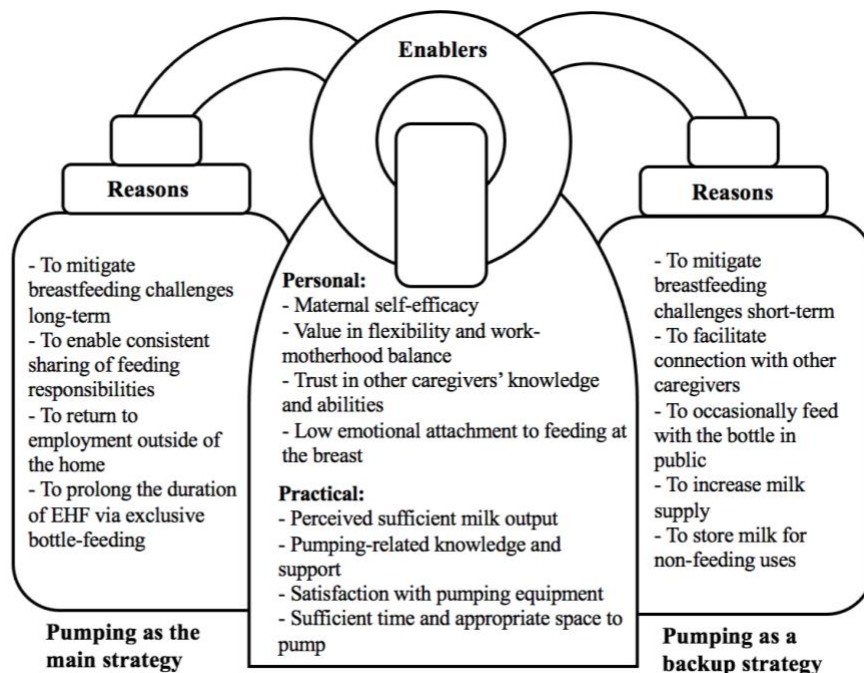 Enablers
Reasons
- To mitigate
breastfeeding challenges
long-term
- To enable consistent
sharing of feeding
responsibilities
- To return to
employment outside of
the home
- To prolong the duration
of EHF via exclusive
bottle-feeding
Pumping as the
main strategy
Personal:
- Maternal self-efficacy
- Value in flexibility and work-
motherhood balance
- Trust in other caregivers’ knowledge
and abilities
- Low emotional attachment to feeding at
the breast
Practical:
- Perceived sufficient milk output
- Pumping-related knowledge and
support
- Satisfaction with pumping equipment
- Sufficient time and appropriate space to
pump
Reasons
- To mitigate
breastfeeding
challenges short-term
- To facilitate
connection with other
caregivers
- To occasionally feed
with the bottle in
public
- To increase milk
supply
- To store milk for
non-feeding uses
Pumping as a
backup strategy